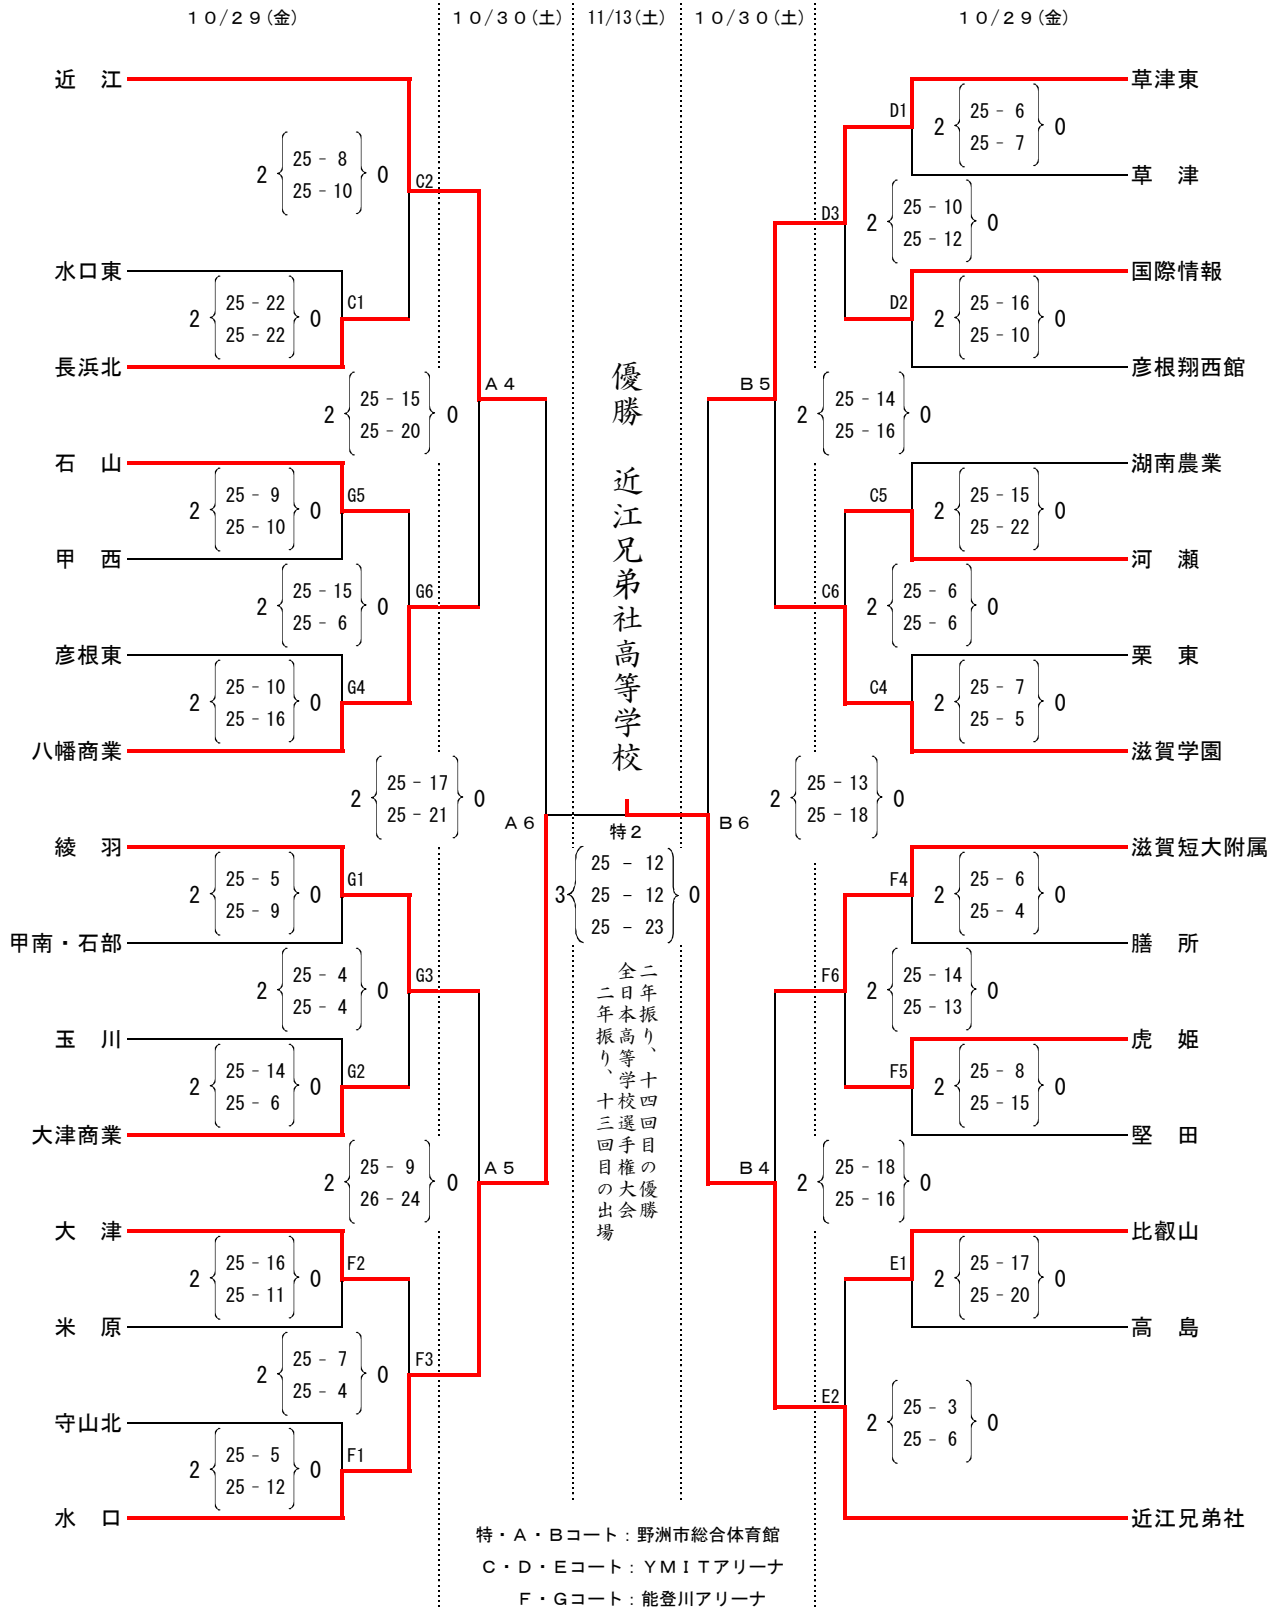 １０/２９(金)
１０/３０(土)
11/13(土)
１０/３０(土)
１０/２９(金)
近　江
2 25 - 8 0
25 - 10
C2
水口東
2 25 - 22 0
25 - 22
C1
長浜北
2 25 - 15 0
25 - 20
Ａ４
石　山
2 25 - 9 0
25 - 10
G5
甲　西
2 25 - 15 0
25 - 6
G6
彦根東
2 25 - 10 0
25 - 16
G4
八幡商業
2 25 - 17 0
25 - 21
Ａ６
綾　羽
2 25 - 5 0
25 - 9
G1
甲南・石部
2 25 - 4 0
25 - 4
G3
玉　川
2 25 - 14 0
25 - 6
G2
大津商業
2 25 - 9 0
26 - 24
Ａ５
大　津
2 25 - 16 0
25 - 11
F2
米　原
2 25 - 7 0
25 - 4
F3
守山北
2 25 - 5 0
25 - 12
F1
水　口
優勝　近江兄弟社高等学校
特２
3 25 - 12 0
25 - 12
25 - 23
二年振り、十四回目の優勝
全日本高等学校選手権大会
二年振り、十三回目の出場
草津東
D1
2 25 - 6 0
25 - 7
草　津
D3
2 25 - 10 0
25 - 12
国際情報
D2
2 25 - 16 0
25 - 10
彦根翔西館
Ｂ５
2 25 - 14 0
25 - 16
湖南農業
C5
2 25 - 15 0
25 - 22
河　瀬
C6
2 25 - 6 0
25 - 6
栗　東
C4
2 25 - 7 0
25 - 5
滋賀学園
Ｂ６
2 25 - 13 0
25 - 18
滋賀短大附属
F4
2 25 - 6 0
25 - 4
膳　所
F6
2 25 - 14 0
25 - 13
虎　姫
F5
2 25 - 8 0
25 - 15
堅　田
Ｂ４
2 25 - 18 0
25 - 16
比叡山
E1
2 25 - 17 0
25 - 20
高　島
E2
2 25 - 3 0
25 - 6
近江兄弟社
特・Ａ・Ｂコート：野洲市総合体育館
Ｃ・Ｄ・Ｅコート：ＹＭＩＴアリーナ
Ｆ・Ｇコート：能登川アリーナ